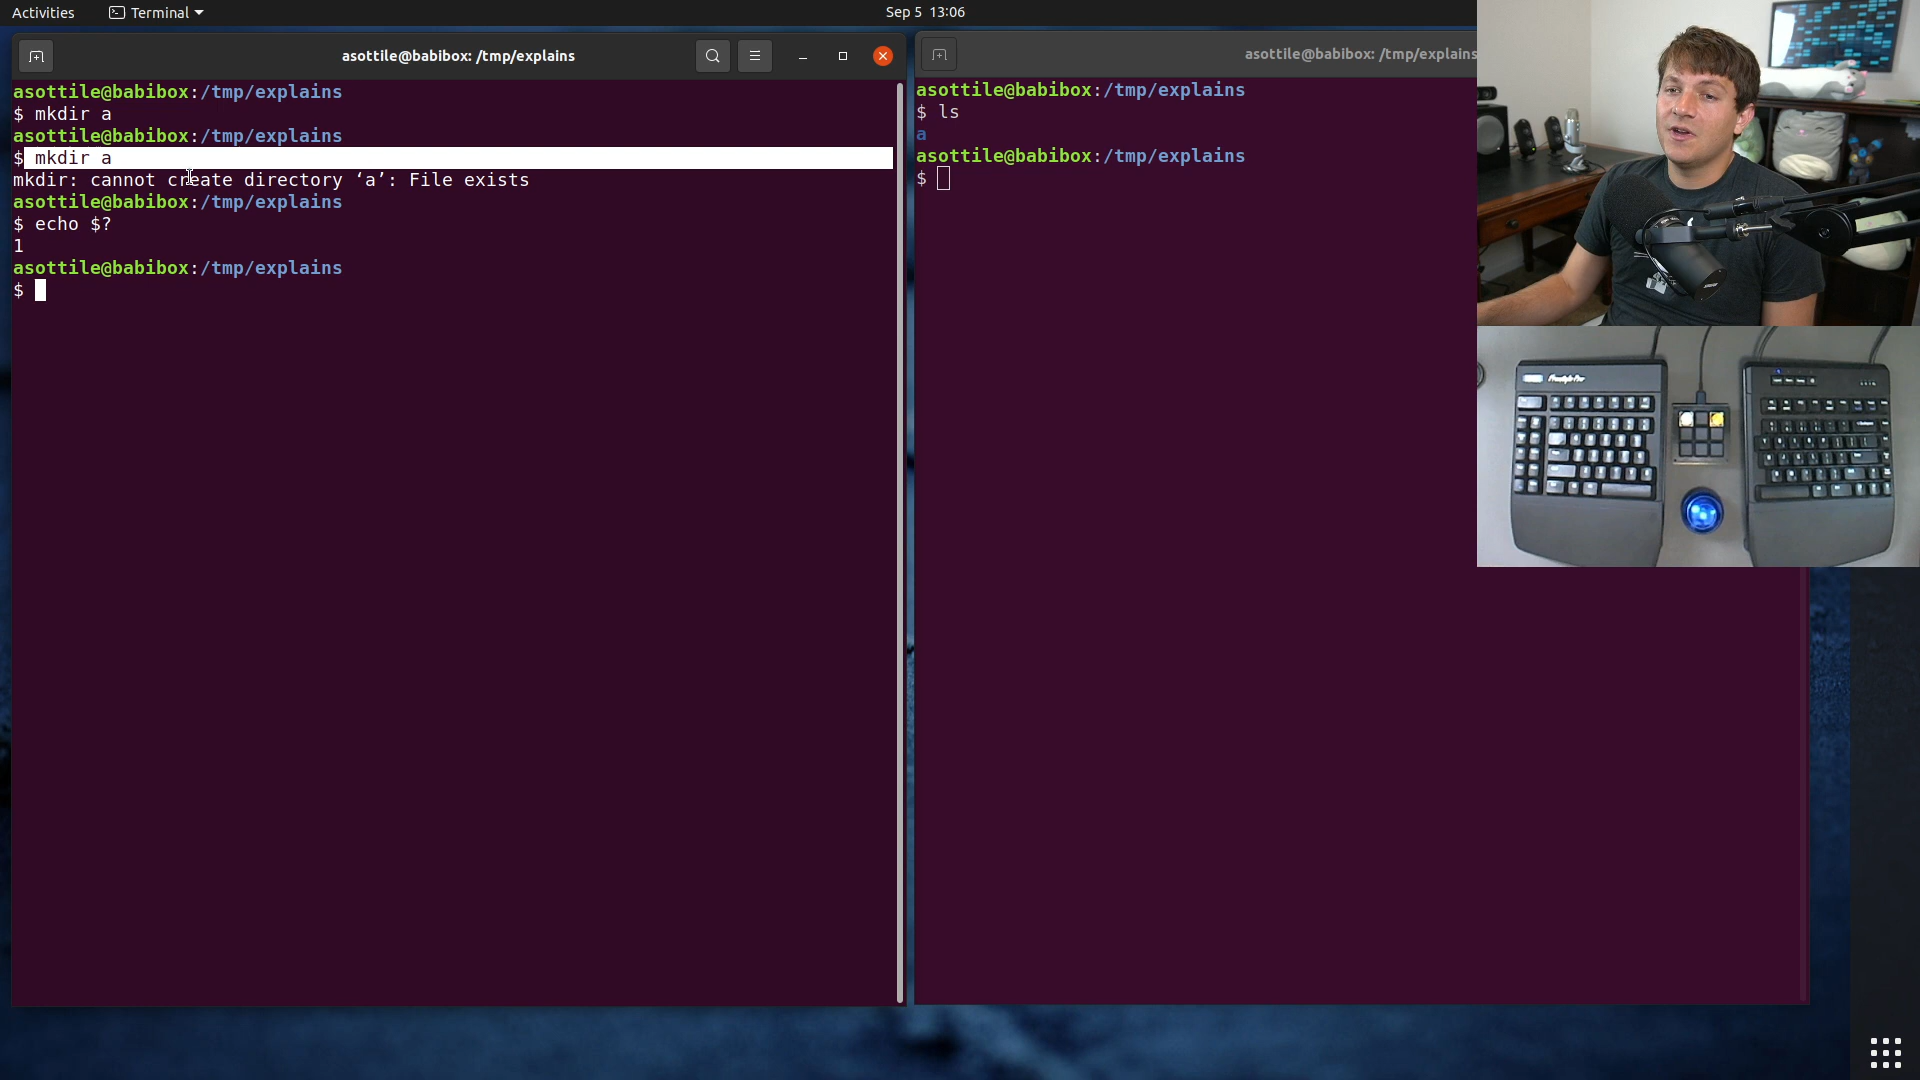 Activities
Terminal
Sep 5 13:06
asottile@babibox: /tmp/explains
asottile@babibox:/tmp/explains
$ mkdir a
asottile@babibox:/tmp/explains
$ mkdir a
mkdir: cannot create directory ‘a’: File exists
asottile@babibox:/tmp/explains
$ echo $?
1
asottile@babibox:/tmp/explains
$
asottile@babibox: /tmp/explains
asottile@babibox:/tmp/explains
$ ls
a
asottile@babibox:/tmp/explains
$
Freestyle Pro